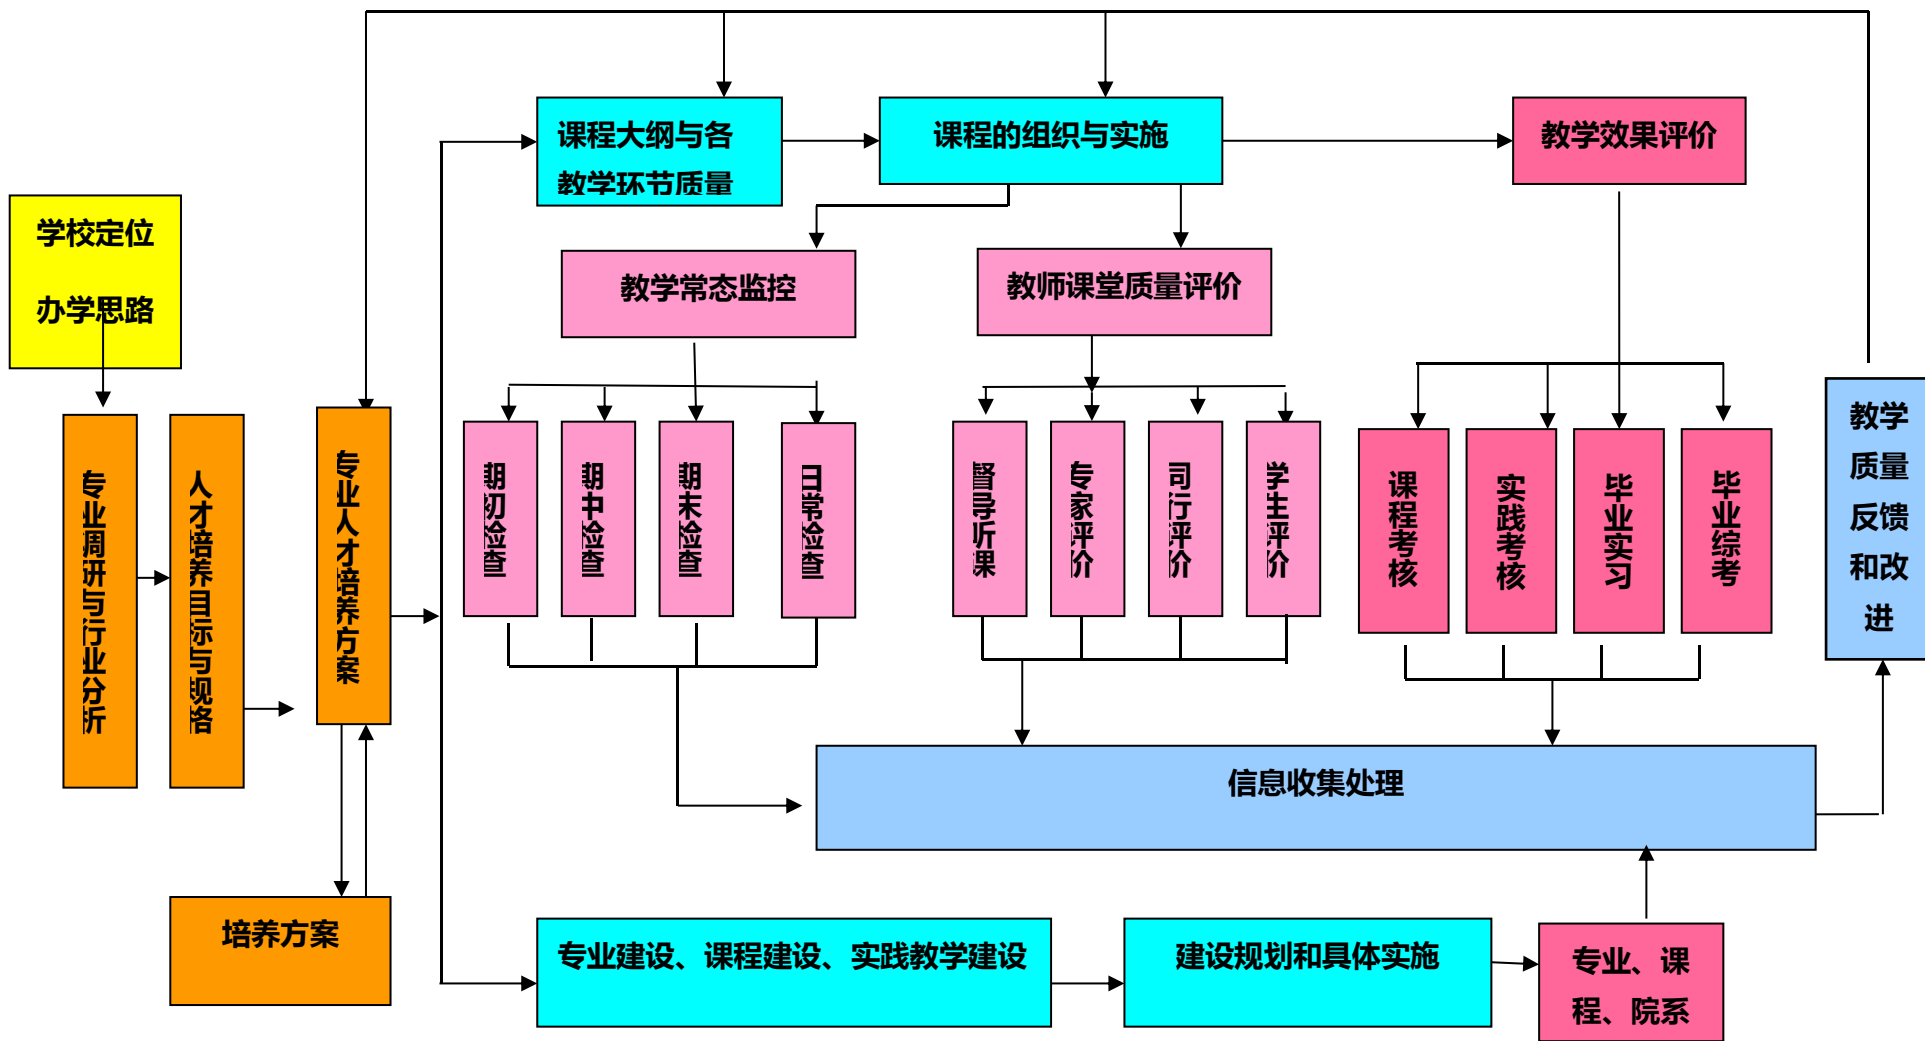 课程大纲与各
教学环节质量
课程的组织与实施
教学效果评价
学校定位
办学思路
教学常态监控
教师课堂质量评价
专业调研与行业分析
人才培养目标与规格
专业人才培养方案
期初检查
期中检查
期末检查
日常检查
督导听课
专家评价
同行评价
学生评价
课程考核
实践考核
毕业实习
毕业综考
教学
质量
反馈
和改
进
信息收集处理
培养方案
专业建设、课程建设、实践教学建设
建设规划和具体实施
专业、课
程、院系